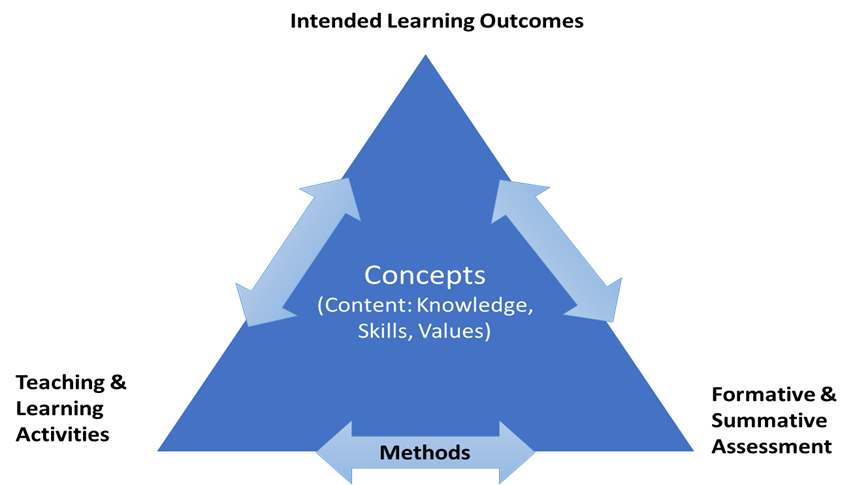 Intended Learning Outcomes
Concepts
(Content: Knowledge,
Skills, Values)
Teaching &
Learning
Activities
Formative &
Summative
Assessment
Methods